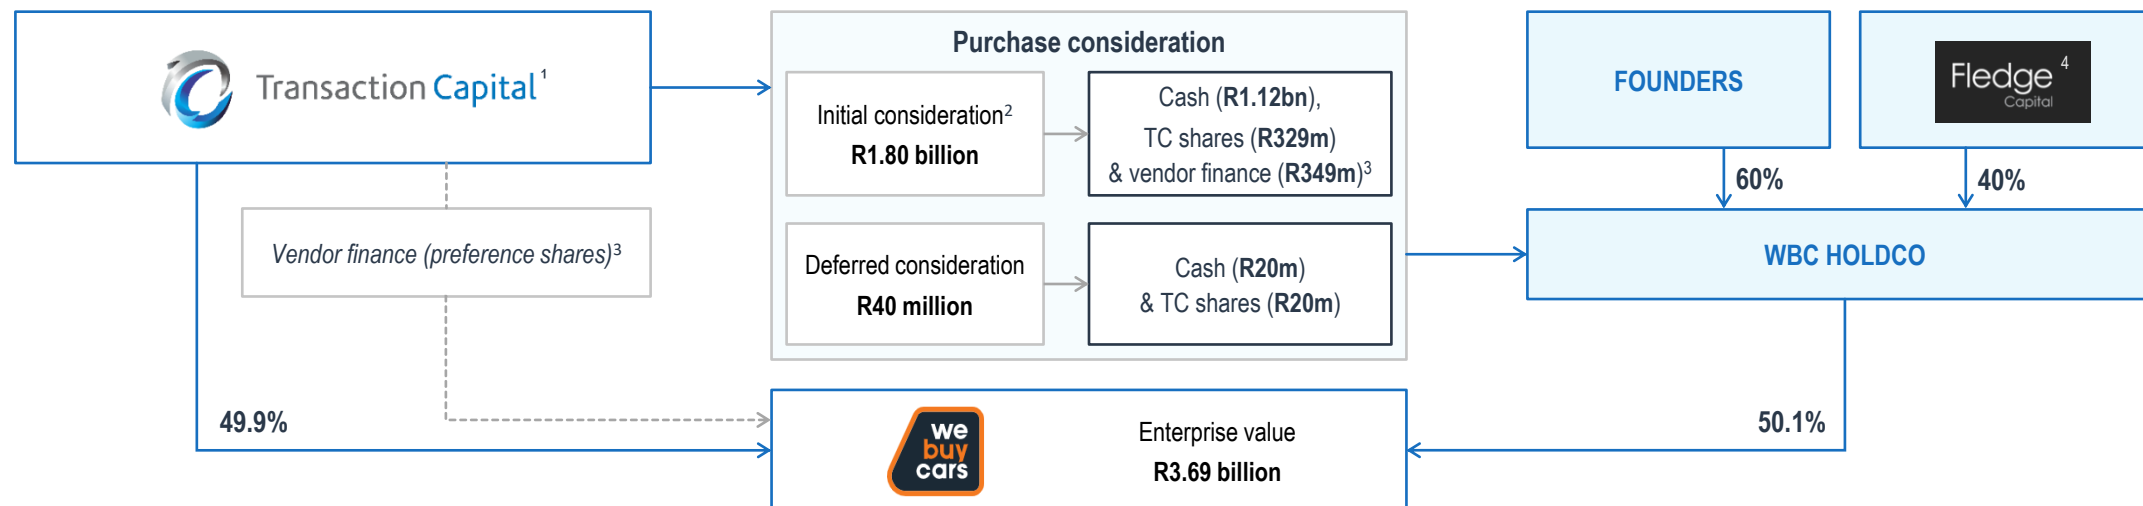 Transaction Capital¹
Purchase consideration
Initial consideration²
R1.80 billion
Cash (R1.12bn),
TC shares (R329m)
& vendor finance (R349m)³
Deferred consideration
R40 million
Cash (R20m)
& TC shares (R20m)
FOUNDERS
Fledge⁴
Capital
60%
40%
Vendor finance (preference shares)³
WBC HOLDCO
49.9%
50.1%
we
buy
cars
Enterprise value
R3.69 billion